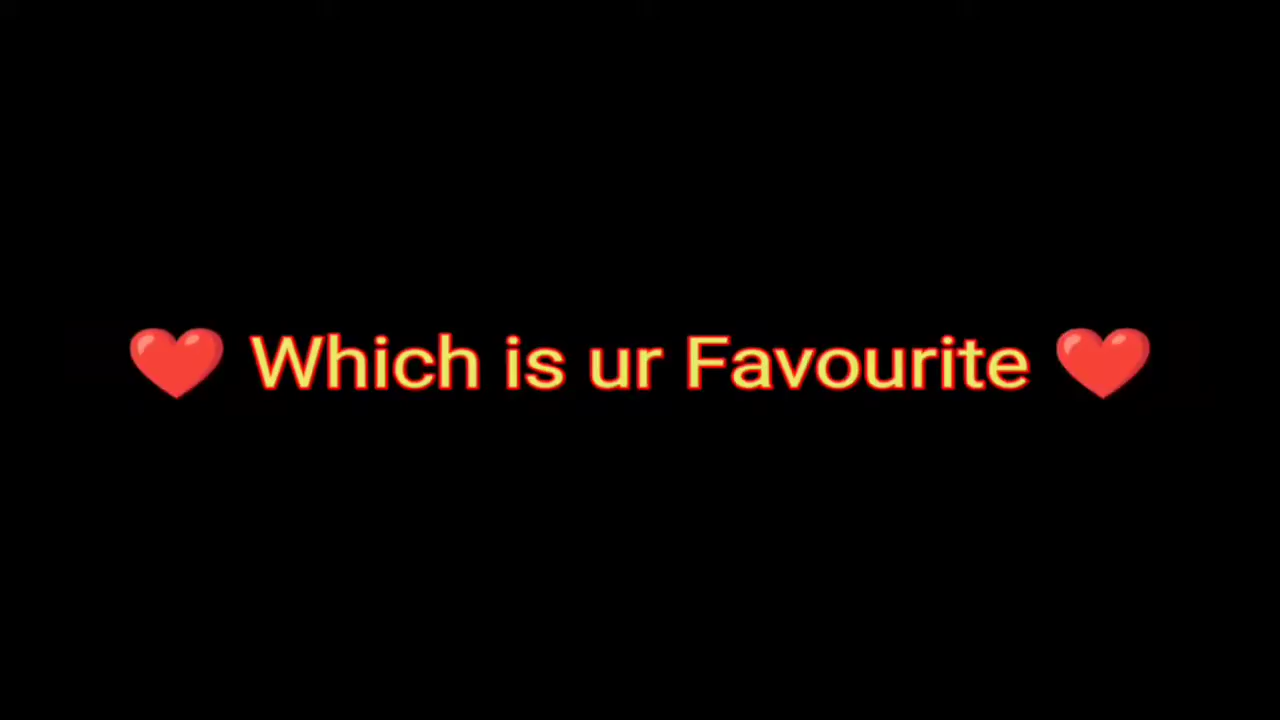 ❤️ Which is ur Favourite ❤️